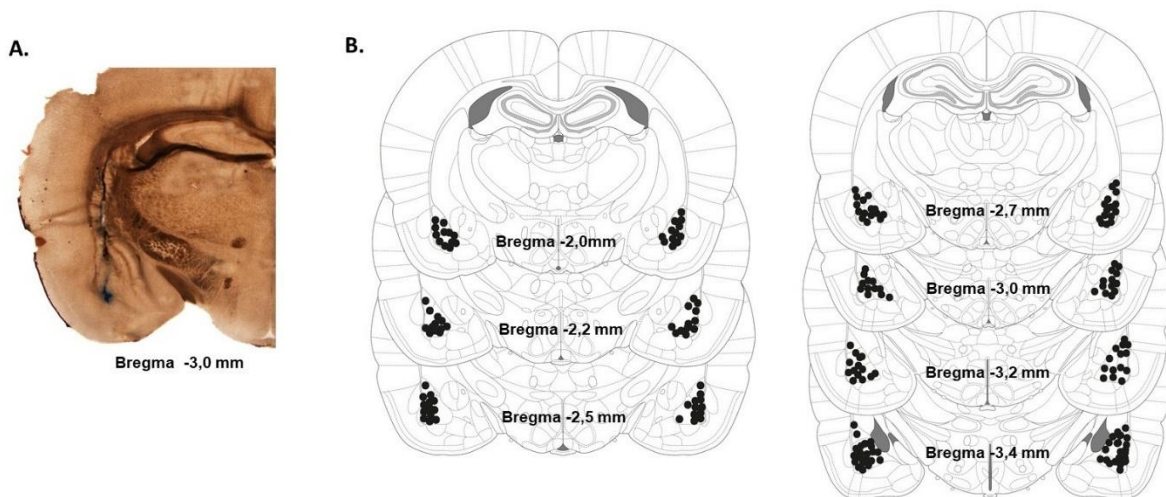 A.
Bregma -3,0 mm
B.
Bregma -2,0mm
Bregma -2,2 mm
Bregma -2,5 mm
Bregma -2,7 mm
Bregma -3,0 mm
Bregma -3,2 mm
Bregma -3,4 mm